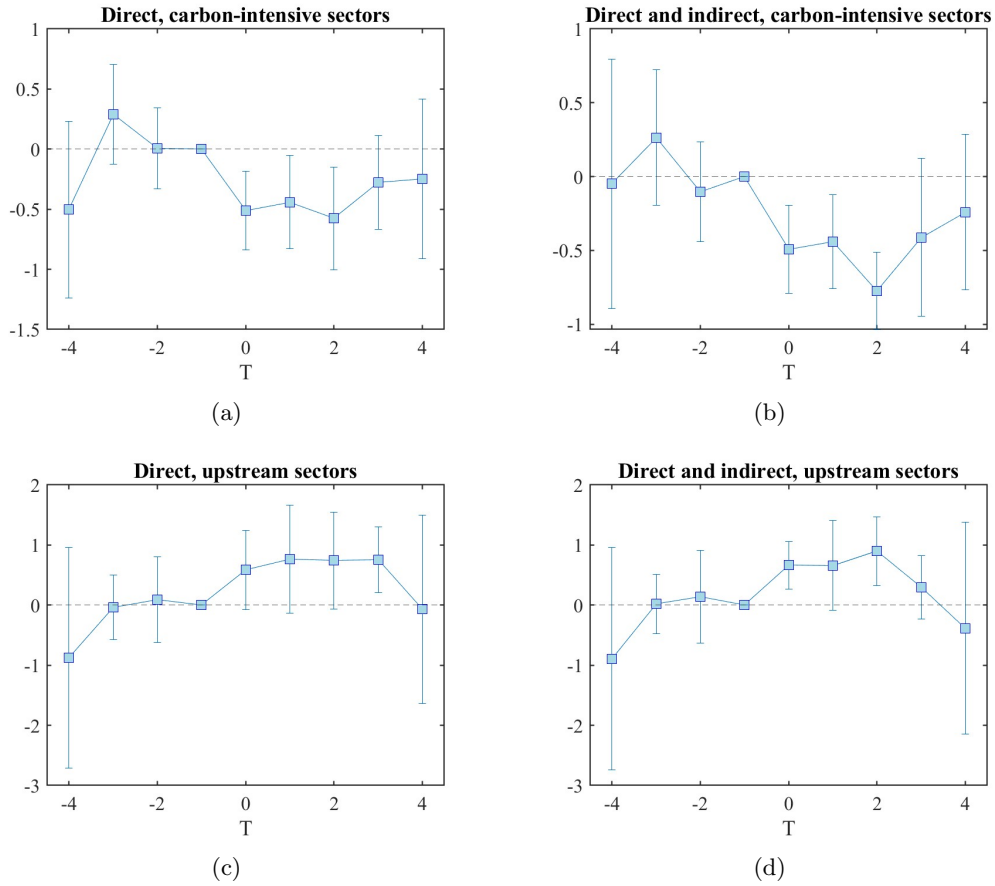 Direct, carbon-intensive sectors
1
0.5
0
-0.5
-1
-1.5
-4 -2 0 2 4
T
(a)
Direct and indirect, carbon-intensive sectors
1
0.5
0
-0.5
-1
-4 -2 0 2 4
T
(b)
Direct, upstream sectors
2
1
0
-1
-2
-3
-4 -2 0 2 4
T
(c)
Direct and indirect, upstream sectors
2
1
0
-1
-2
-3
-4 -2 0 2 4
T
(d)